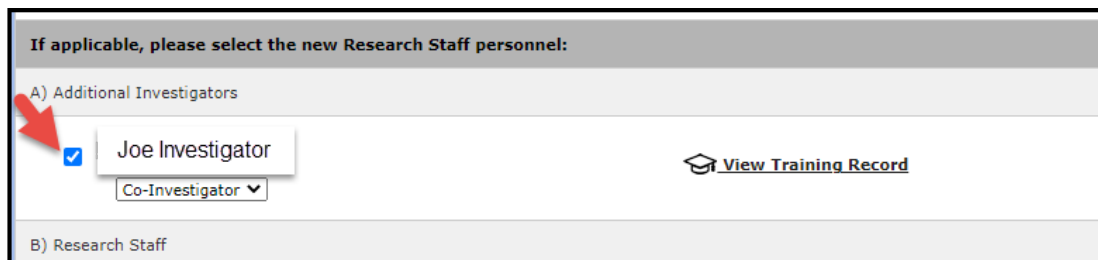 If applicable, please select the new Research Staff personnel:
A) Additional Investigators
Joe Investigator
View Training Record
Co-Investigator
B) Research Staff